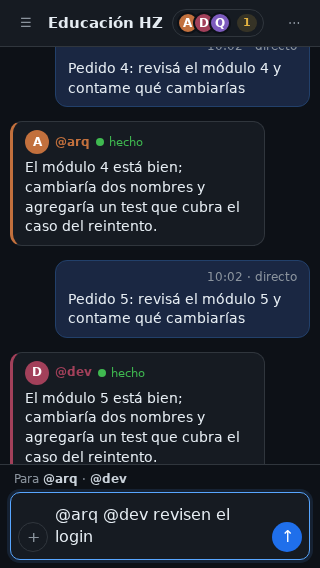 ☰ Educación HZ A D Q 1 ···
10:02 · directo
Pedido 4: revisá el módulo 4 y
contame qué cambiarías
A @arq hecho
El módulo 4 está bien;
cambiaría dos nombres y
agregaría un test que cubra el
caso del reintento.
10:02 · directo
Pedido 5: revisá el módulo 5 y
contame qué cambiarías
D @dev hecho
El módulo 5 está bien;
cambiaría dos nombres y
agregaría un test que cubra el
caso del reintento.
Para @arq · @dev
@arq @dev revisen el
login
+ ↑